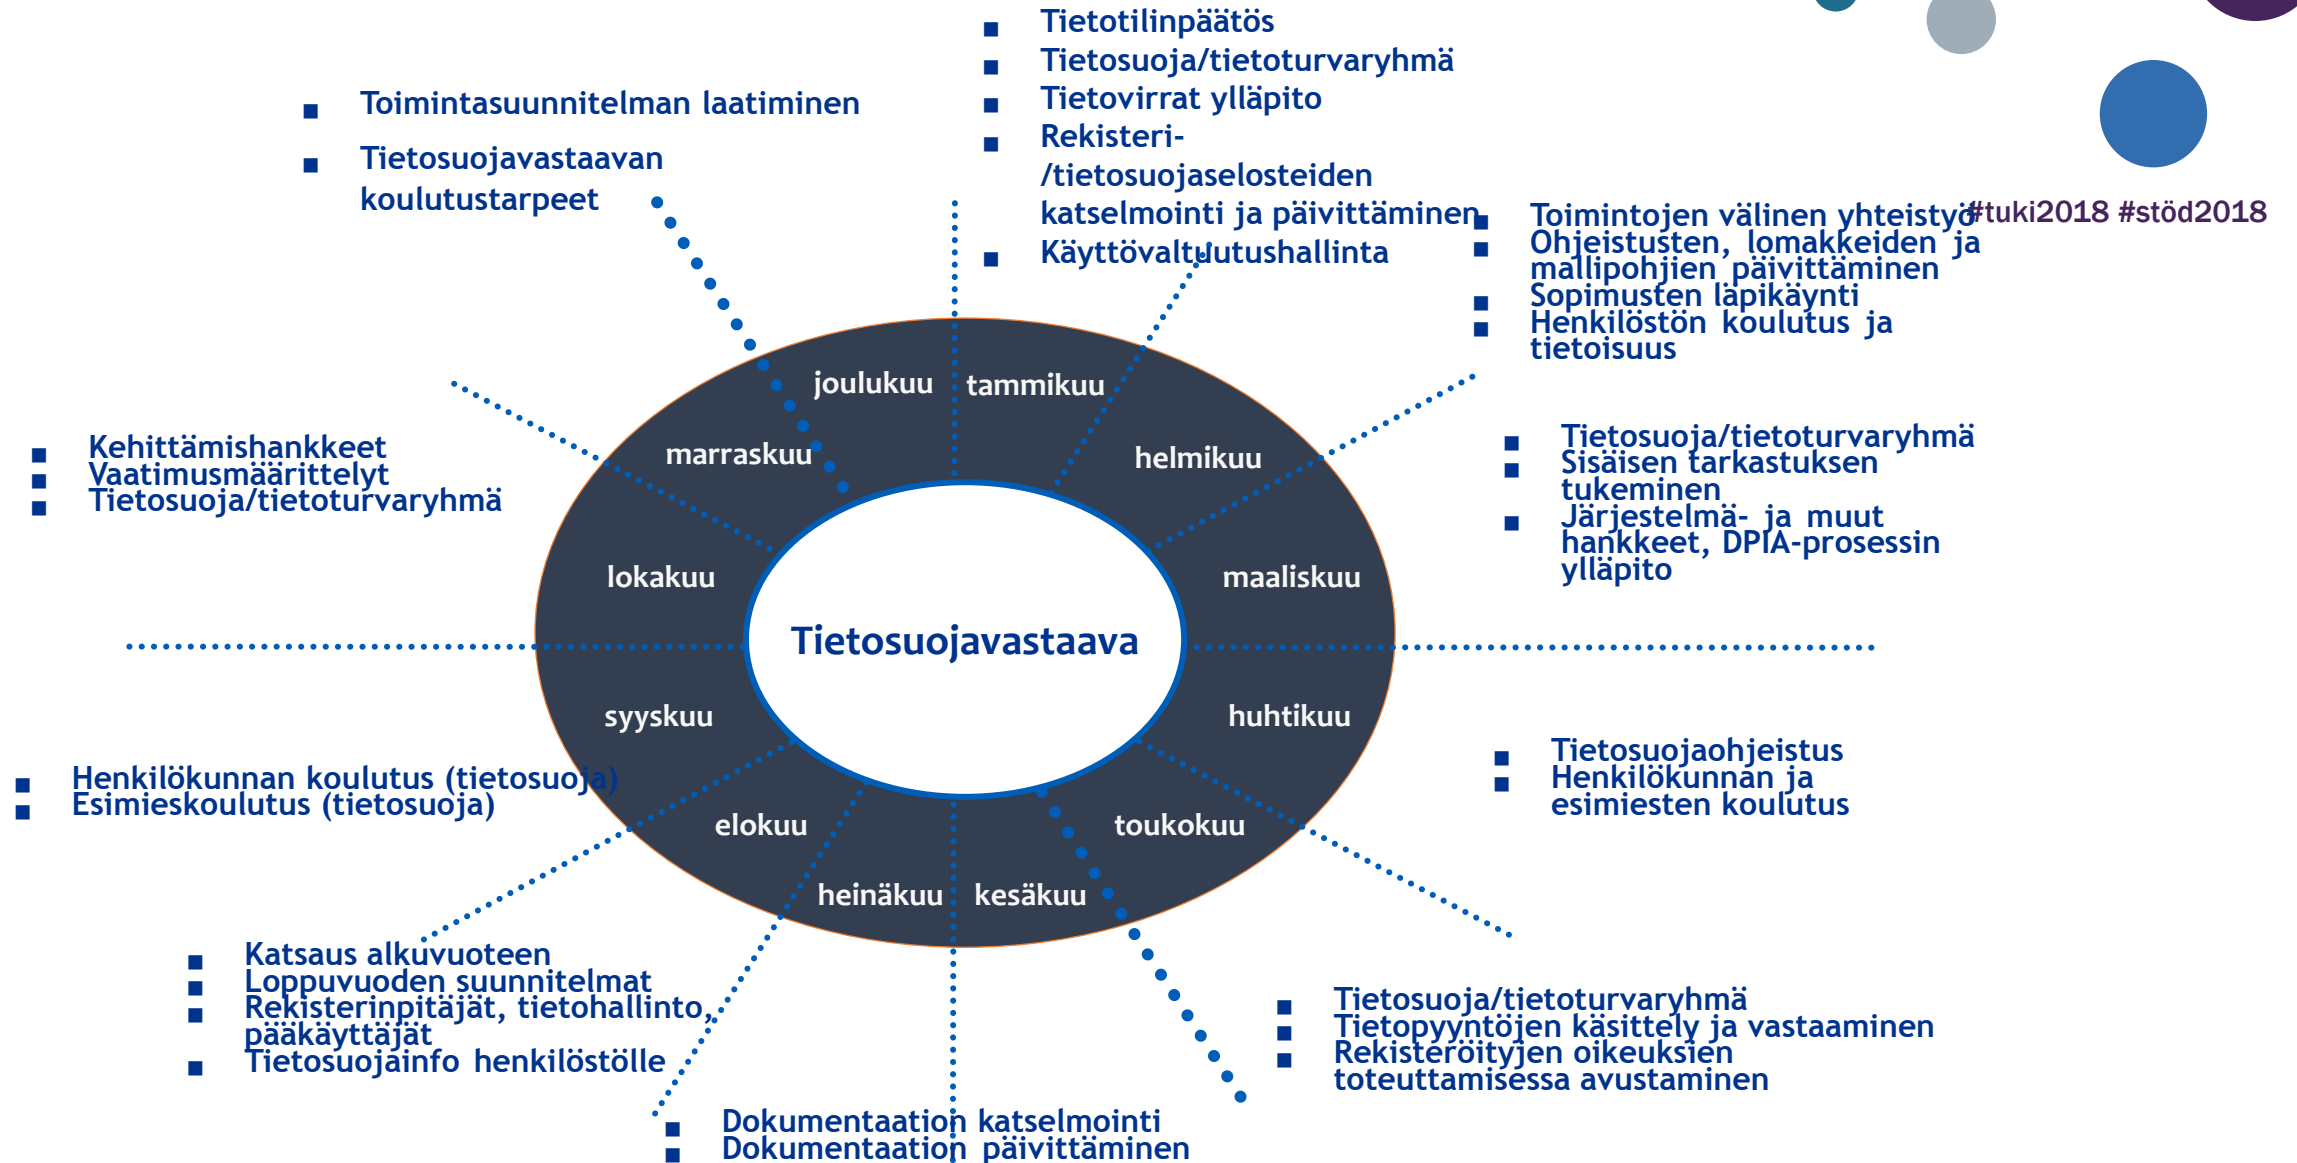 Tietotilinpäätös
Tietosuoja/tietoturvaryhmä
Tietovirrat ylläpito
Rekisteri-
/tietosuojaselosteiden
katselmointi ja päivittäminen
Käyttövaltuutushallinta
Toimintasuunnitelman laatiminen
Tietosuojavastaavan
koulutustarpeet
#tuki2018 #stöd2018
Toimintojen välinen yhteistyö
Ohjeistusten, lomakkeiden ja
mallipohjien päivittäminen
Sopimusten läpikäynti
Henkilöstön koulutus ja
tietoisuus
joulukuu
tammikuu
marraskuu
helmikuu
Kehittämishankkeet
Vaatimusmäärittelyt
Tietosuoja/tietoturvaryhmä
Tietosuoja/tietoturvaryhmä
Sisäisen tarkastuksen
tukeminen
Järjestelmä- ja muut
hankkeet, DPIA-prosessin
ylläpito
lokakuu
maaliskuu
Tietosuojavastaava
syyskuu
huhtikuu
Henkilökunnan koulutus (tietosuoja)
Esimieskoulutus (tietosuoja)
Tietosuojaohjeistus
Henkilökunnan ja
esimiesten koulutus
elokuu
toukokuu
heinäkuu
kesäkuu
Katsaus alkuvuoteen
Loppuvuoden suunnitelmat
Rekisterinpitäjät, tietohallinto,
pääkäyttäjät
Tietosuojainfo henkilöstölle
Tietosuoja/tietoturvaryhmä
Tietopyyntöjen käsittely ja vastaaminen
Rekisteröityjen oikeuksien
toteuttamisessa avustaminen
Dokumentaation katselmointi
Dokumentaation päivittäminen